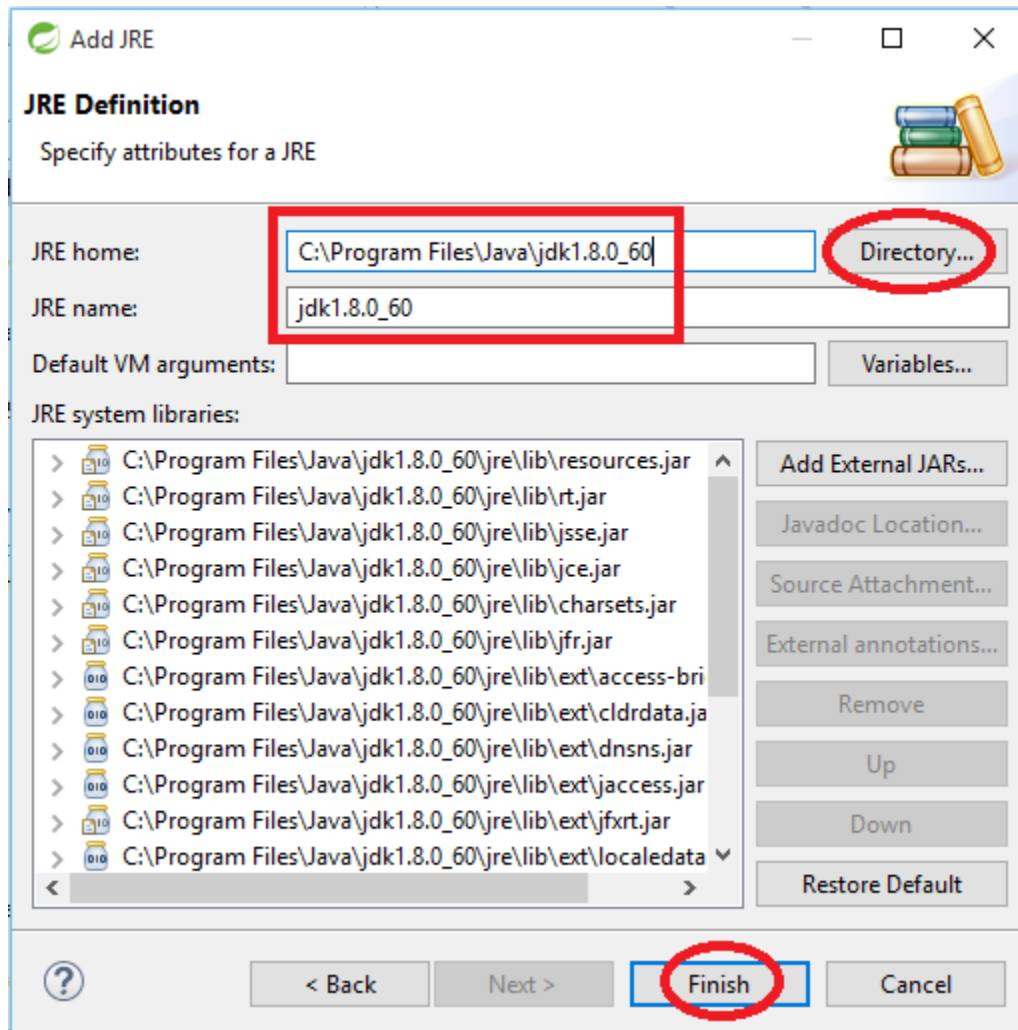 Add JRE
JRE Definition
Specify attributes for a JRE
JRE home: C:\Program Files\Java\jdk1.8.0_60 Directory...
JRE name: jdk1.8.0_60
Default VM arguments: Variables...
JRE system libraries:
C:\Program Files\Java\jdk1.8.0_60\jre\lib\resources.jar
C:\Program Files\Java\jdk1.8.0_60\jre\lib\rt.jar
C:\Program Files\Java\jdk1.8.0_60\jre\lib\jsse.jar
C:\Program Files\Java\jdk1.8.0_60\jre\lib\jce.jar
C:\Program Files\Java\jdk1.8.0_60\jre\lib\charsets.jar
C:\Program Files\Java\jdk1.8.0_60\jre\lib\jfr.jar
C:\Program Files\Java\jdk1.8.0_60\jre\lib\ext\access-bri
C:\Program Files\Java\jdk1.8.0_60\jre\lib\ext\cldrdata.ja
C:\Program Files\Java\jdk1.8.0_60\jre\lib\ext\dnsns.jar
C:\Program Files\Java\jdk1.8.0_60\jre\lib\ext\jaccess.jar
C:\Program Files\Java\jdk1.8.0_60\jre\lib\ext\jfxrt.jar
C:\Program Files\Java\jdk1.8.0_60\jre\lib\ext\localedata
Add External JARs...
Javadoc Location...
Source Attachment...
External annotations...
Remove
Up
Down
Restore Default
? < Back Next > Finish Cancel